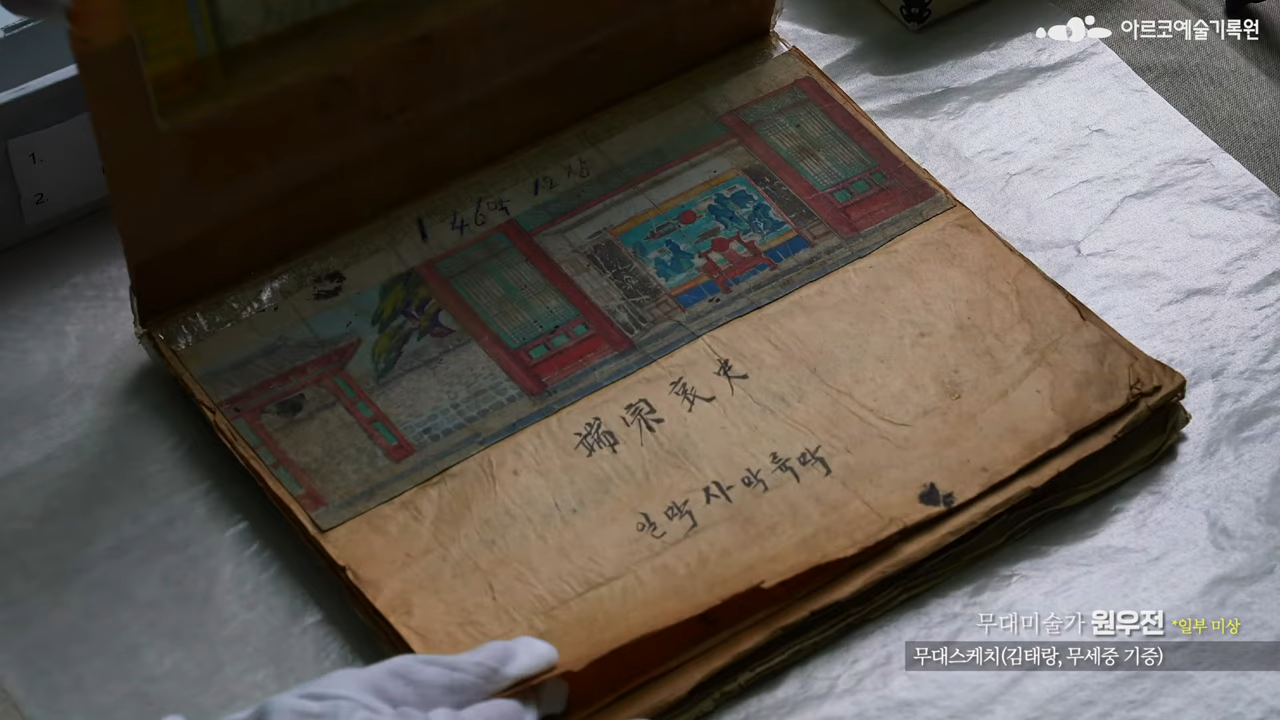 아르코예술기록원
1.
2.
1 4 6막
端宗哀史
일막 사막 륙막
무대미술가 원우전 *일부 미상
무대스케치(김태랑, 무세중 기증)